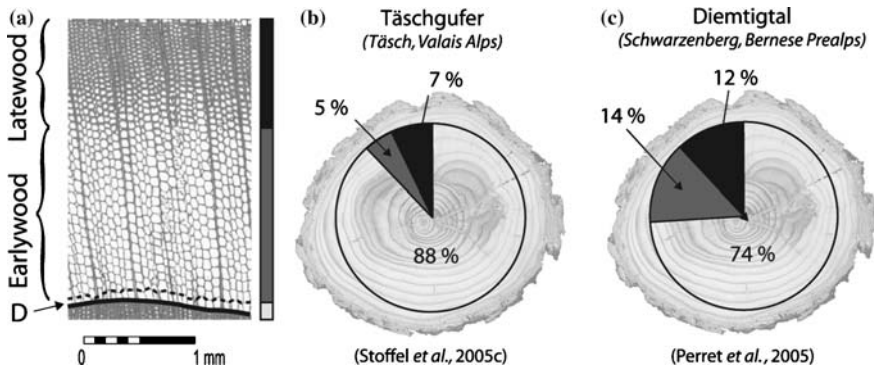 (a)
Latewood
Earlywood
D
0 1 mm
(b)
Täschgufer
(Täsch, Valais Alps)
7 %
5 %
88 %
(Stoffel et al., 2005c)
(c)
Diemtigtal
(Schwarzenberg, Bernese Prealps)
12 %
14 %
74 %
(Perret et al., 2005)